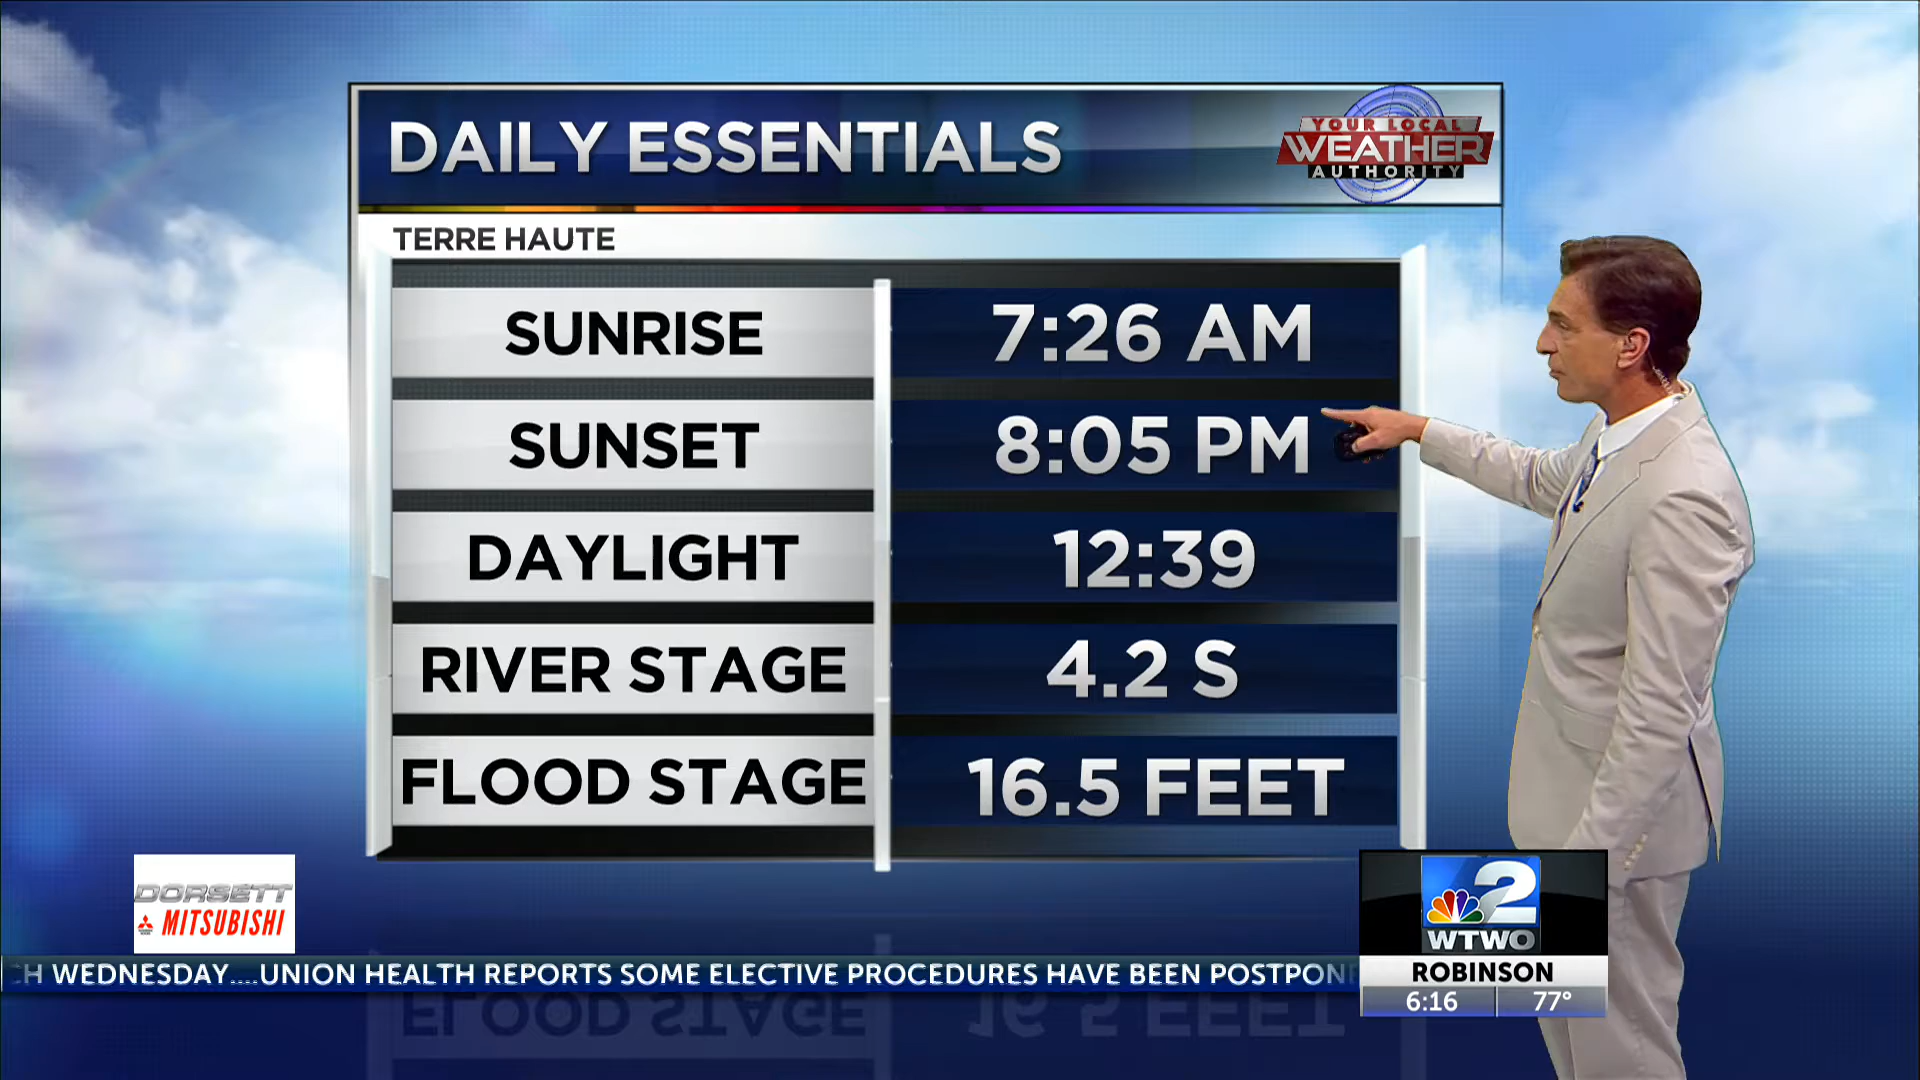 DAILY ESSENTIALS
YOUR LOCAL
WEATHER
AUTHORITY
TERRE HAUTE
SUNRISE 7:26 AM
SUNSET 8:05 PM
DAYLIGHT 12:39
RIVER STAGE 4.2 S
FLOOD STAGE 16.5 FEET
DORSETT
MITSUBISHI
2
WTWO
CH WEDNESDAY....UNION HEALTH REPORTS SOME ELECTIVE PROCEDURES HAVE BEEN POSTPONE
ROBINSON
6:16 77°